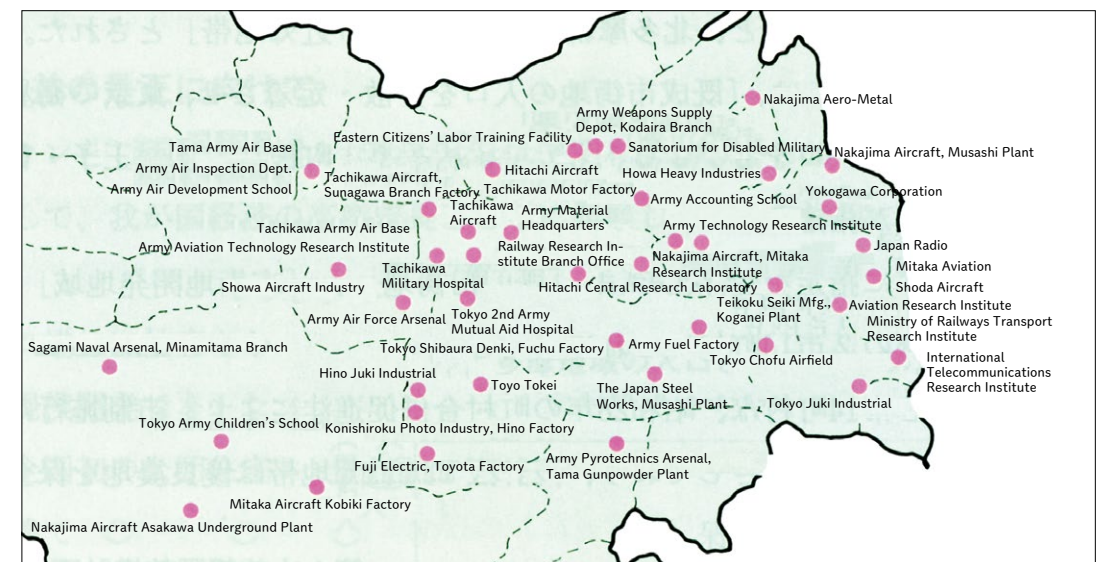 Nakajima Aero-Metal
Army Weapons Supply
Depot, Kodaira Branch
Eastern Citizens' Labor Training Facility
Sanatorium for Disabled Military
Nakajima Aircraft, Musashi Plant
Tama Army Air Base
Army Air Inspection Dept.
Army Air Development School
Tachikawa Aircraft,
Sunagawa Branch Factory
Hitachi Aircraft
Howa Heavy Industries
Tachikawa Motor Factory
Army Accounting School
Yokogawa Corporation
Tachikawa
Aircraft
Army Material
Headquarters
Tachikawa Army Air Base
Army Technology Research Institute
Army Aviation Technology Research Institute
Railway Research In-
stitute Branch Office
Nakajima Aircraft, Mitaka
Research Institute
Japan Radio
Mitaka Aviation
Shoda Aircraft
Tachikawa
Military Hospital
Showa Aircraft Industry
Hitachi Central Research Laboratory
Teikoku Seiki Mfg.,
Koganei Plant
Aviation Research Institute
Ministry of Railways Transport
Research Institute
Army Air Force Arsenal
Tokyo 2nd Army
Mutual Aid Hospital
Sagami Naval Arsenal, Minamitama Branch
Tokyo Shibaura Denki, Fuchu Factory
Army Fuel Factory
Tokyo Chofu Airfield
International
Telecommunications
Research Institute
Hino Juki Industrial
Toyo Tokei
The Japan Steel
Works, Musashi Plant
Tokyo Juki Industrial
Tokyo Army Children's School
Konishiroku Photo Industry, Hino Factory
Fuji Electric, Toyota Factory
Army Pyrotechnics Arsenal,
Tama Gunpowder Plant
Mitaka Aircraft Kobiki Factory
Nakajima Aircraft Asakawa Underground Plant